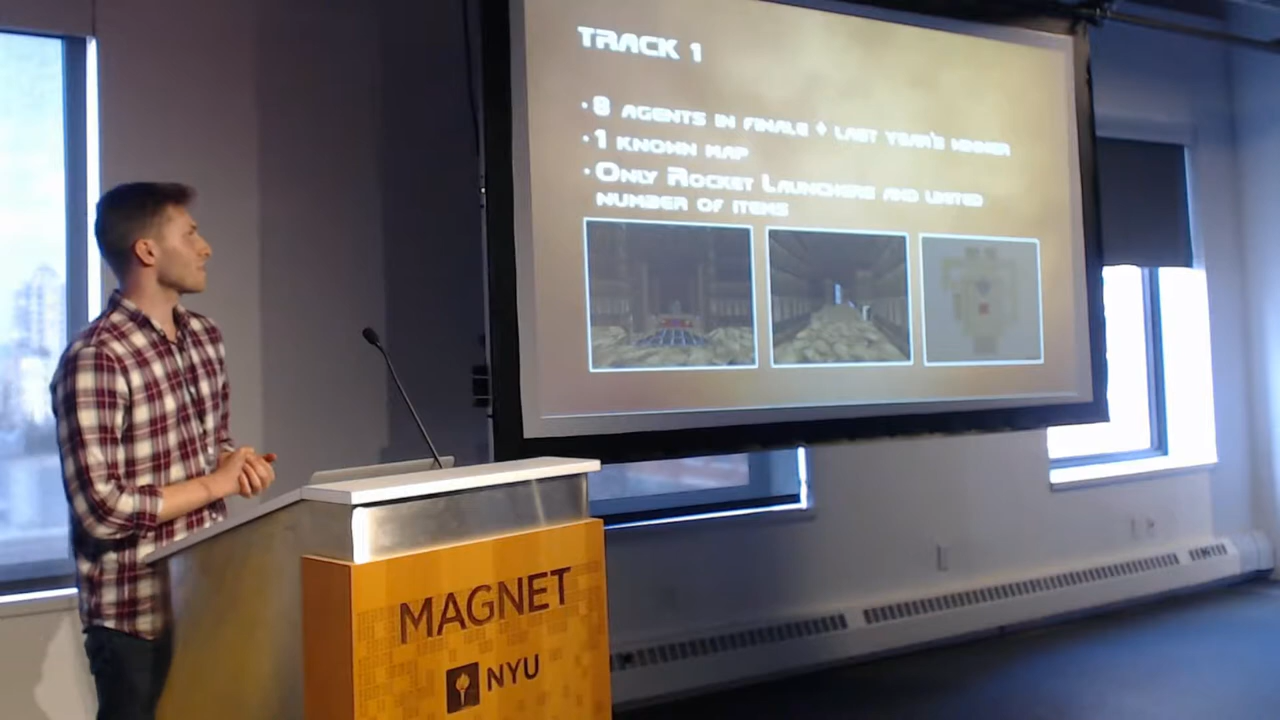 TRACK 1
• 8 AGENTS IN FINALE + LAST YEAR'S WINNER
• 1 KNOWN MAP
• ONLY ROCKET LAUNCHERS AND LIMITED
NUMBER OF ITEMS
MAGNET
NYU